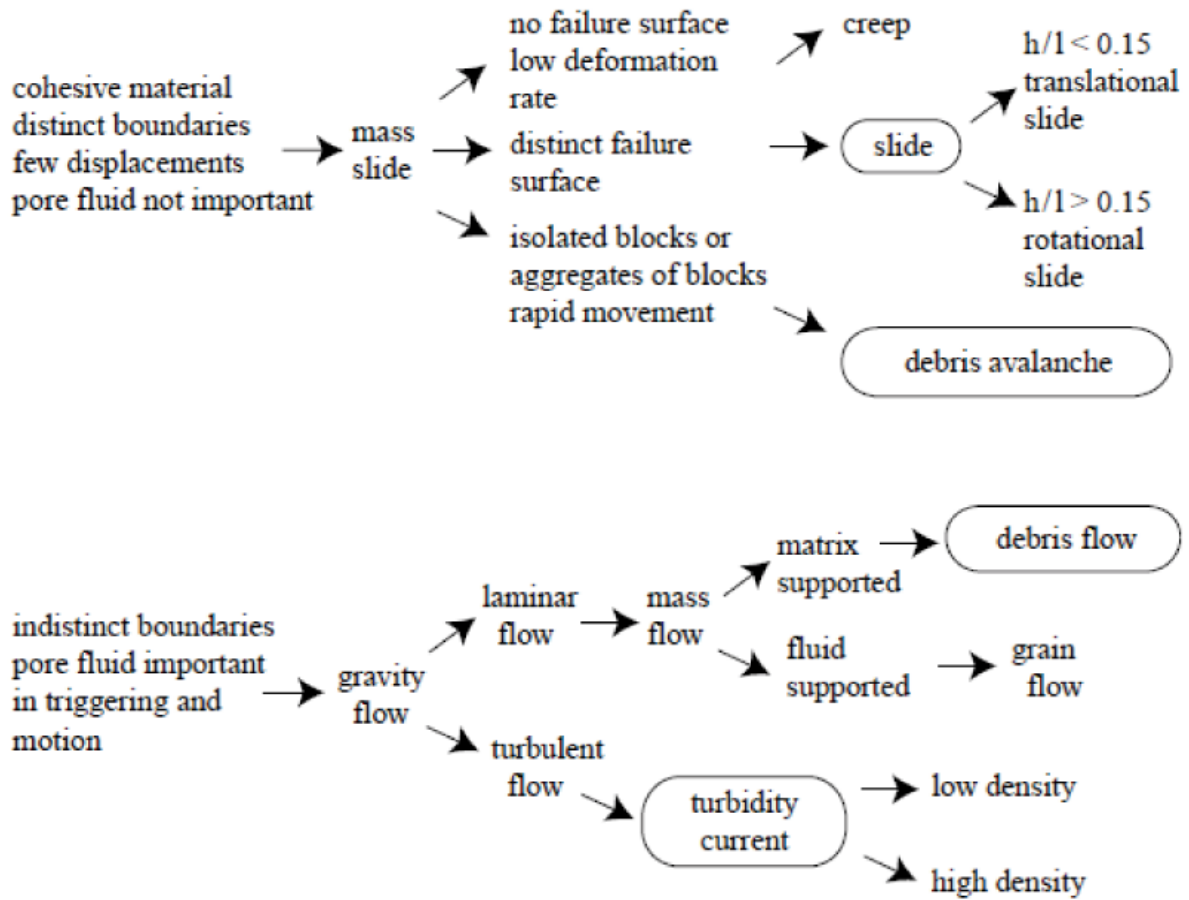 cohesive material
distinct boundaries
few displacements
pore fluid not important
mass
slide
no failure surface
low deformation
rate
distinct failure
surface
isolated blocks or
aggregates of blocks
rapid movement
creep
slide
h/l < 0.15
translational
slide
h/l > 0.15
rotational
slide
debris avalanche
indistinct boundaries
pore fluid important
in triggering and
motion
gravity
flow
laminar
flow
mass
flow
matrix
supported
debris flow
fluid
supported
grain
flow
turbulent
flow
turbidity
current
low density
high density